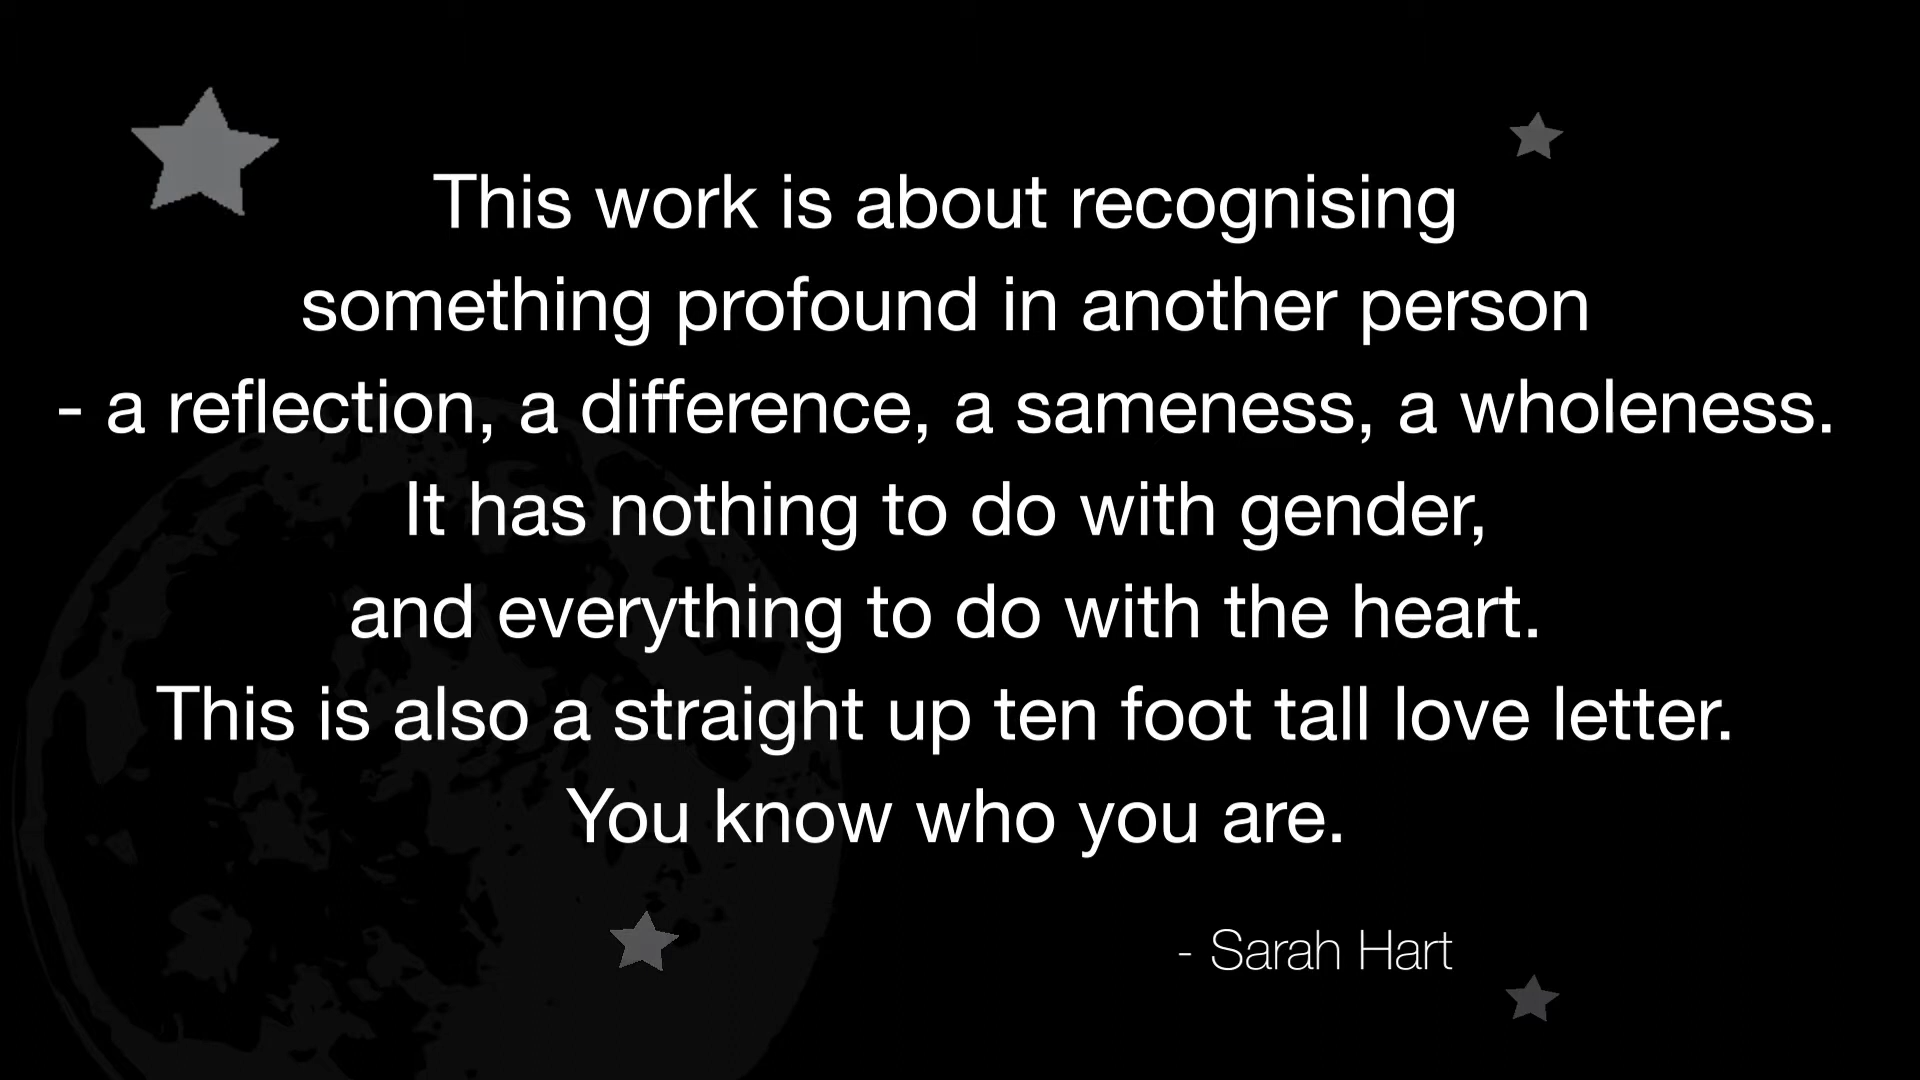 This work is about recognising
something profound in another person
- a reflection, a difference, a sameness, a wholeness.
It has nothing to do with gender,
and everything to do with the heart.
This is also a straight up ten foot tall love letter.
You know who you are.
- Sarah Hart